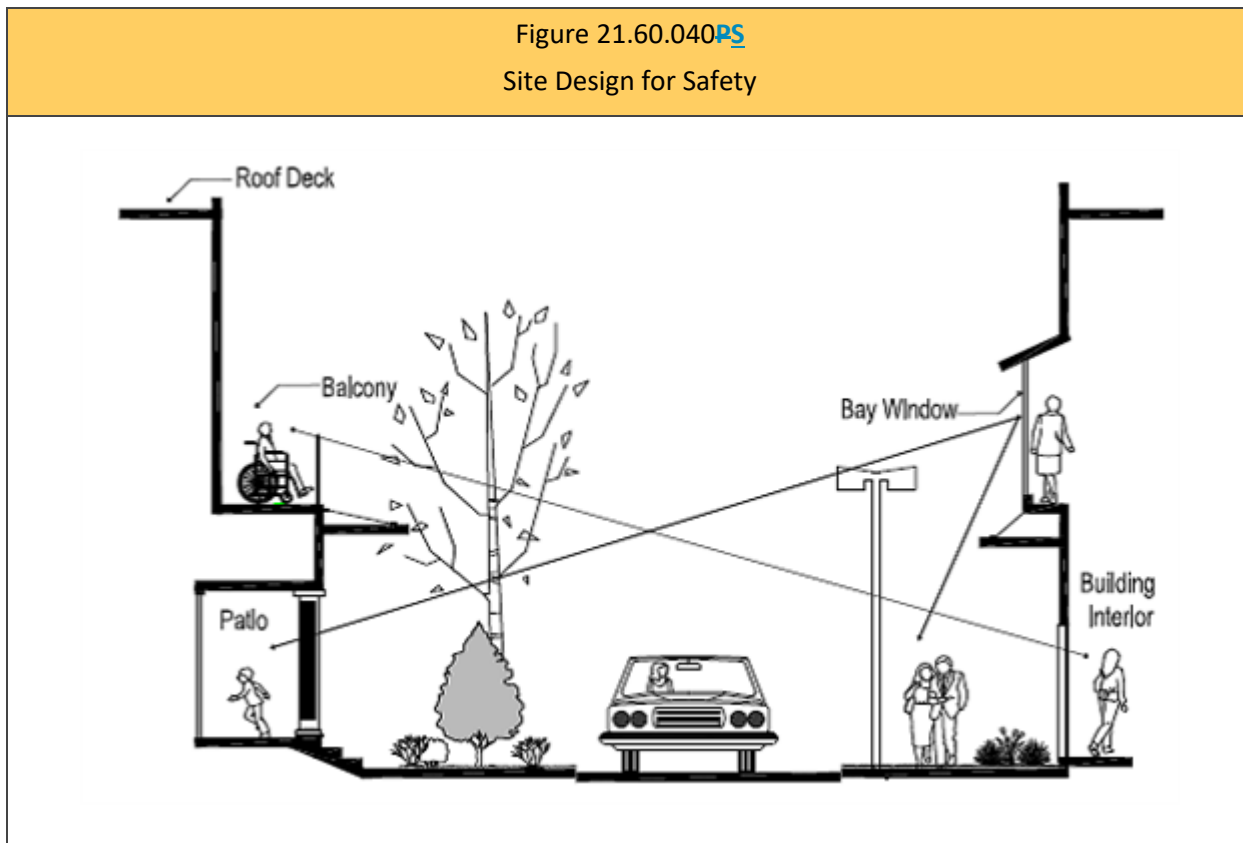 Figure 21.60.040PS
Site Design for Safety
Roof Deck
Balcony
Bay Window
Building
Interior
Patio